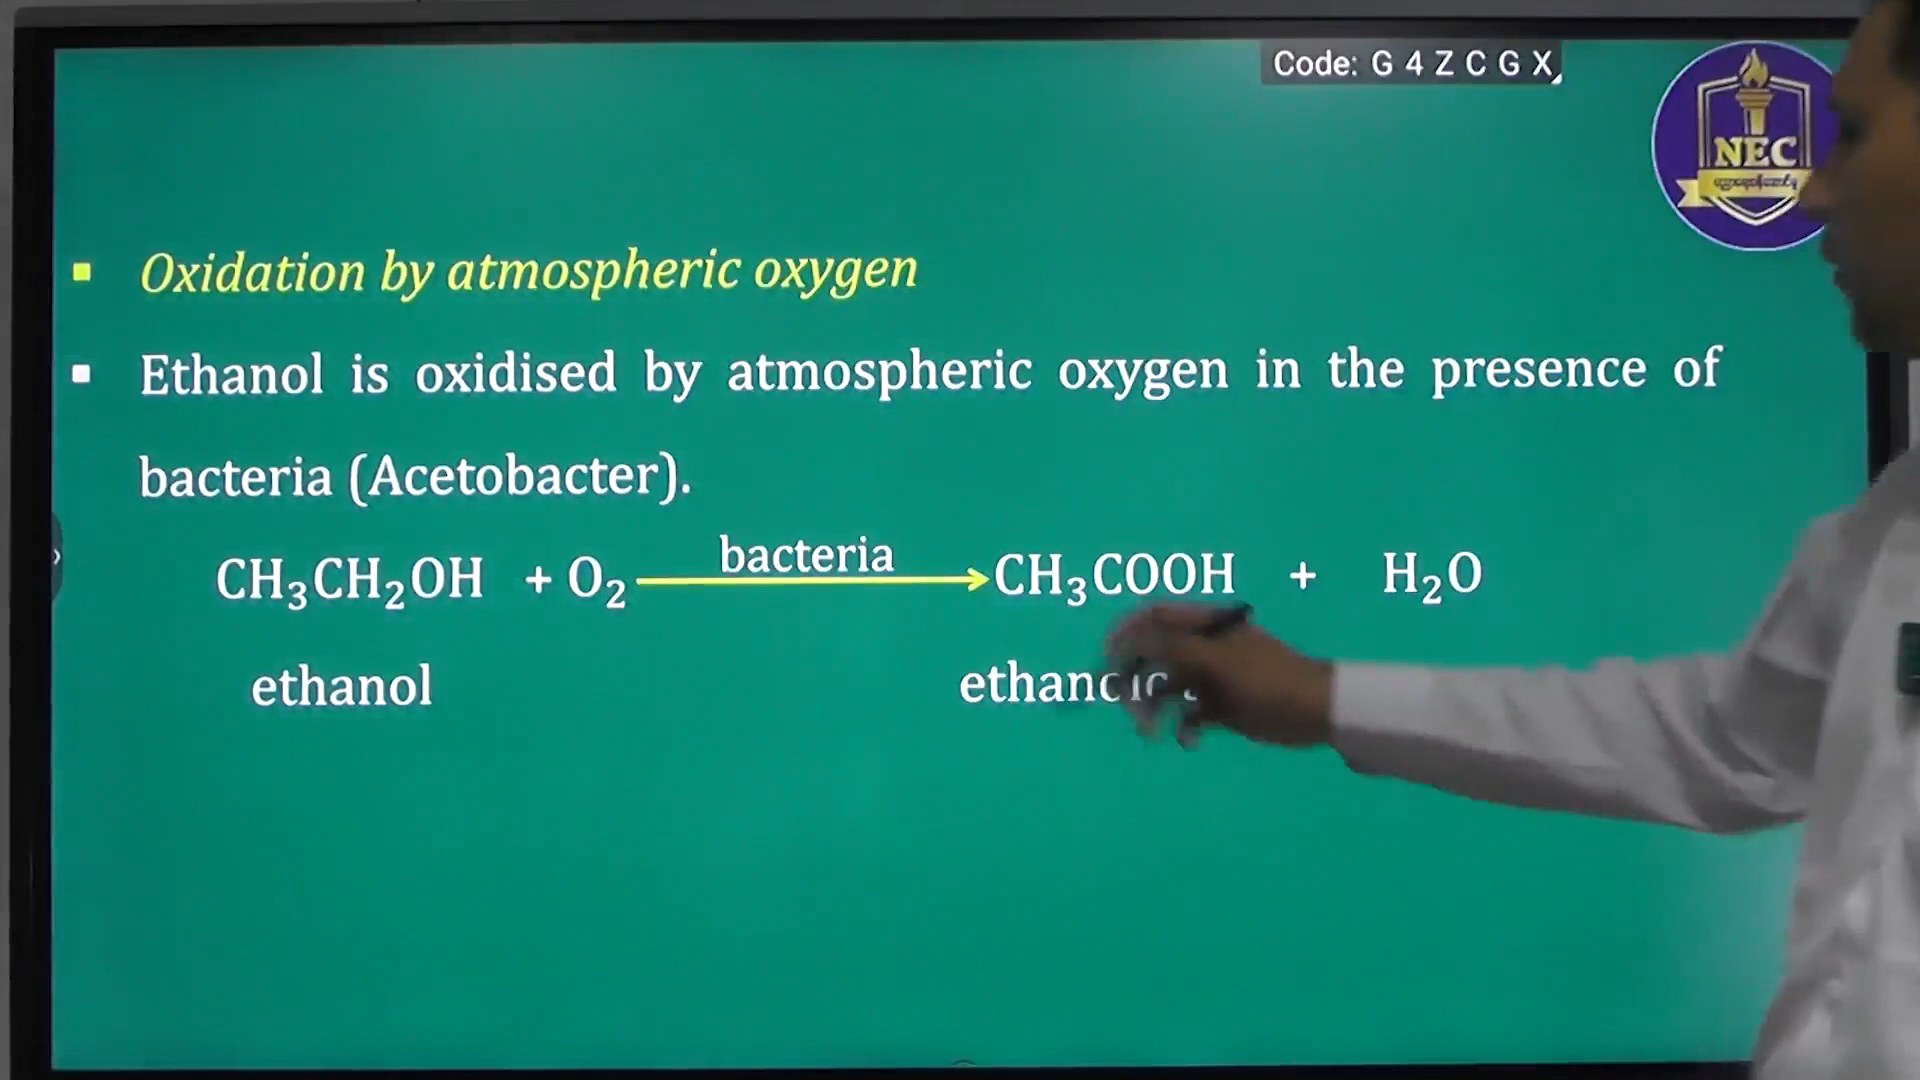 Code: G 4 Z C G X
NEC
Oxidation by atmospheric oxygen
Ethanol is oxidised by atmospheric oxygen in the presence of
bacteria (Acetobacter).
bacteria
CH₃CH₂OH + O₂ → CH₃COOH + H₂O
ethanol